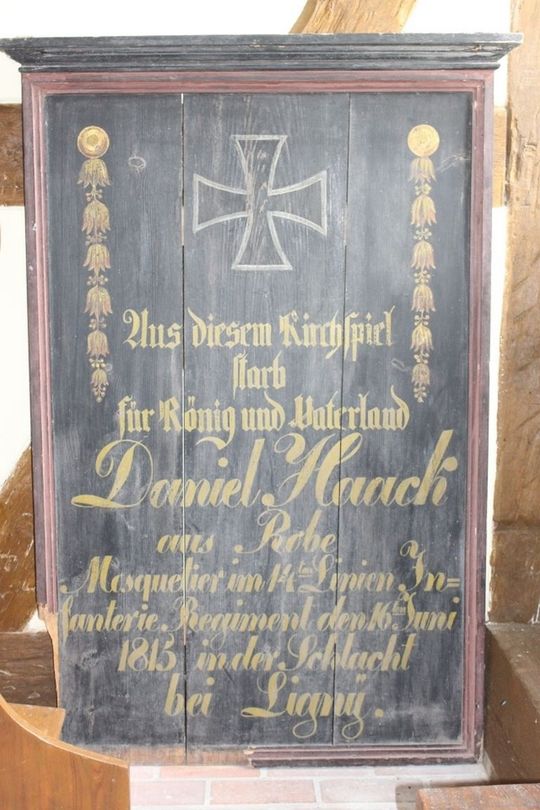 Aus diesem Kirchspiel
starb
für König und Vaterland
Daniel Haack
aus Robe
Mosquetier im 14ten Linien In=
fanterie Regiment den 16ten Juni
1815 in der Schlacht
bei Ligny.